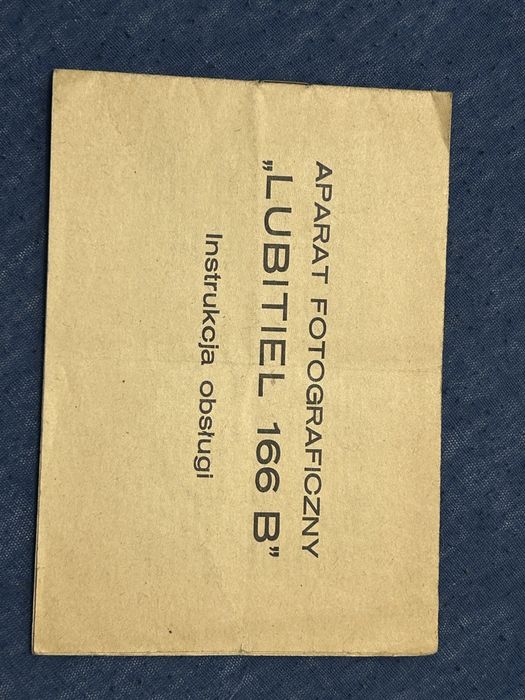 APARAT FOTOGRAFICZNY
„LUBITIEL 166 B”
Instrukcja obsługi